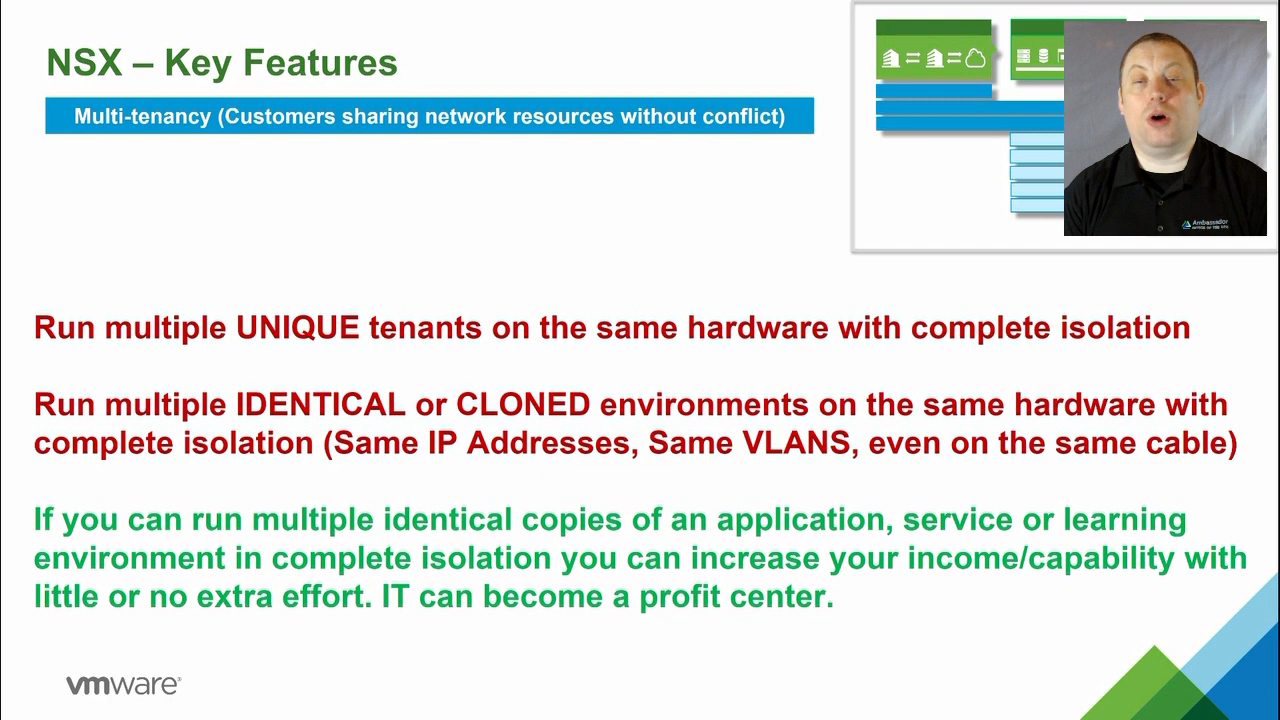 NSX – Key Features
Multi-tenancy (Customers sharing network resources without conflict)
Ambassador
Run multiple UNIQUE tenants on the same hardware with complete isolation
Run multiple IDENTICAL or CLONED environments on the same hardware with
complete isolation (Same IP Addresses, Same VLANS, even on the same cable)
If you can run multiple identical copies of an application, service or learning
environment in complete isolation you can increase your income/capability with
little or no extra effort. IT can become a profit center.
vmware®